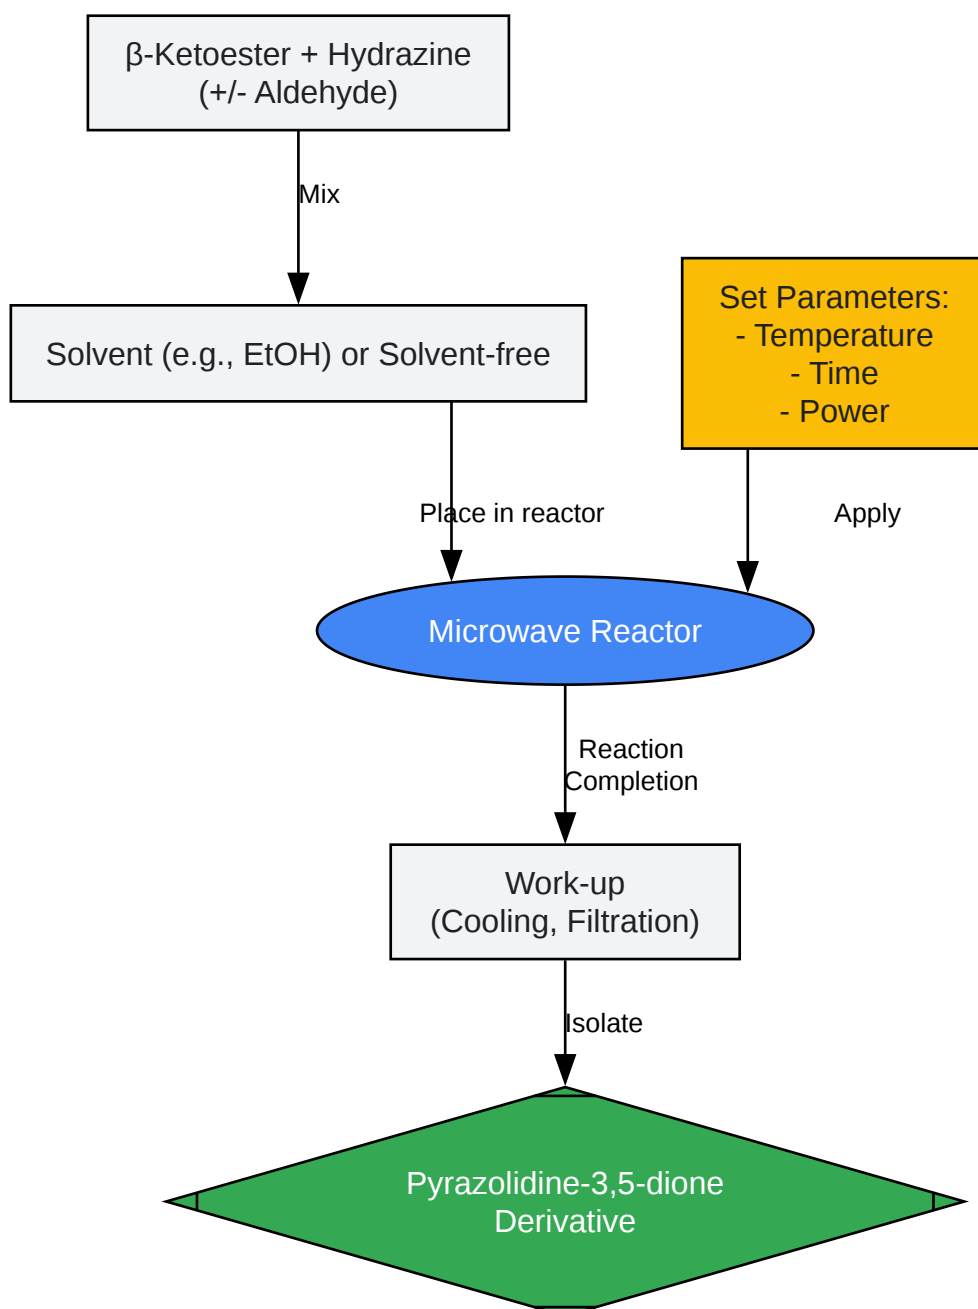 β-Ketoester + Hydrazine
(+/- Aldehyde)
Mix
Solvent (e.g., EtOH) or Solvent-free
Set Parameters:
- Temperature
- Time
- Power
Place in reactor
Apply
Microwave Reactor
Reaction
Completion
Work-up
(Cooling, Filtration)
Isolate
Pyrazolidine-3,5-dione
Derivative